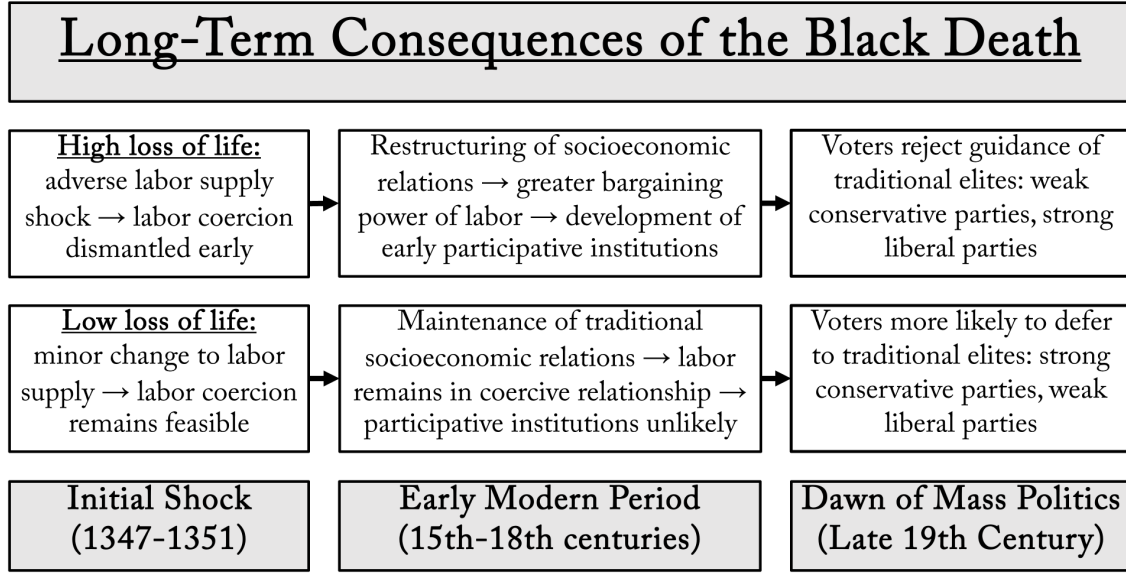 Long-Term Consequences of the Black Death
High loss of life:
adverse labor supply
shock → labor coercion
dismantled early
Restructuring of socioeconomic
relations → greater bargaining
power of labor → development of
early participative institutions
Voters reject guidance of
traditional elites: weak
conservative parties, strong
liberal parties
Low loss of life:
minor change to labor
supply → labor coercion
remains feasible
Maintenance of traditional
socioeconomic relations → labor
remains in coercive relationship →
participative institutions unlikely
Voters more likely to defer
to traditional elites: strong
conservative parties, weak
liberal parties
Initial Shock
(1347-1351)
Early Modern Period
(15th-18th centuries)
Dawn of Mass Politics
(Late 19th Century)